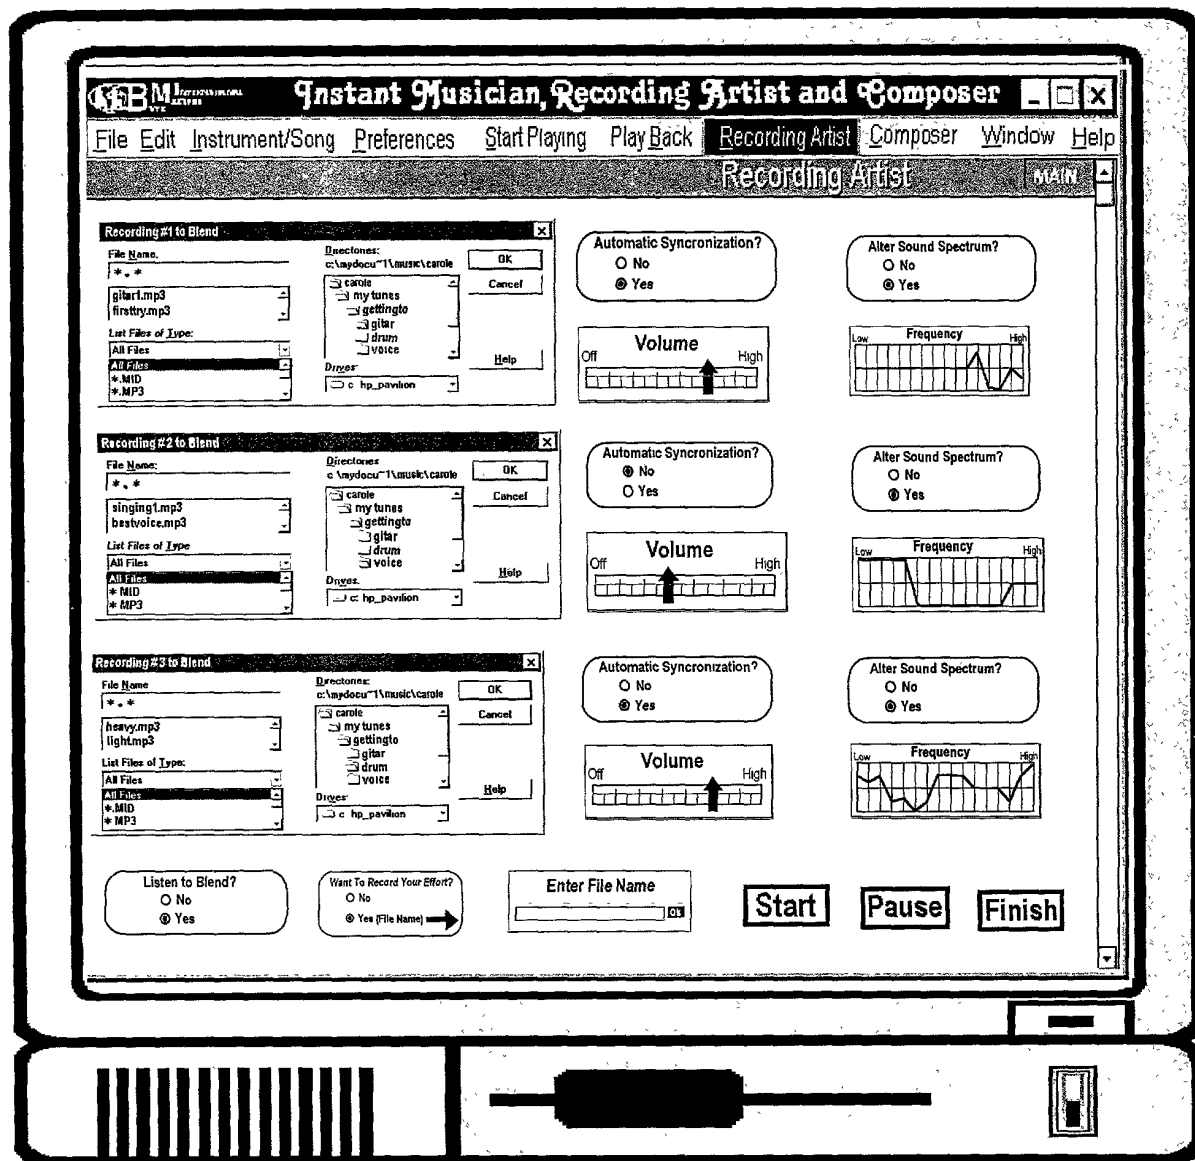 Instant Musician, Recording Artist and Composer
File Edit Instrument/Song Preferences Start Playing Play Back Recording Artist Composer Window Help
Recording Artist MAIN
Recording #1 to Blend
File Name.
*.*
gitar1.mp3
firsttry.mp3
List Files of Type:
All Files
All Files
*.MID
*.MP3
Directories:
c:\mydocu~1\music\carole
carole
my tunes
gettingto
gitar
drum
voice
Drives
c hp_pavilion
OK
Cancel
Help
Automatic Syncronization?
No
Yes
Volume
Off High
Alter Sound Spectrum?
No
Yes
Frequency
Low High
Recording #2 to Blend
File Name:
*.*
singing1.mp3
bestvoice.mp3
List Files of Type
All Files
All Files
* MID
* MP3
Directories
c \mydocu~1\music\carole
carole
my tunes
gettingto
gitar
drum
voice
Drives.
c: hp_pavilion
OK
Cancel
Help
Automatic Syncronization?
No
Yes
Volume
Off High
Alter Sound Spectrum?
No
Yes
Frequency
Low High
Recording #3 to Blend
File Name
*.*
heavy.mp3
light.mp3
List Files of Type:
All Files
All Files
*.MID
* MP3
Directories:
c:\mydocu~1\music\carole
carole
my tunes
gettingto
gitar
drum
voice
Drives
c hp_pavilion
OK
Cancel
Help
Automatic Syncronization?
No
Yes
Volume
Off High
Alter Sound Spectrum?
No
Yes
Frequency
Low High
Listen to Blend?
No
Yes
Want To Record Your Effort?
No
Yes (File Name)
Enter File Name
Ok
Start Pause Finish